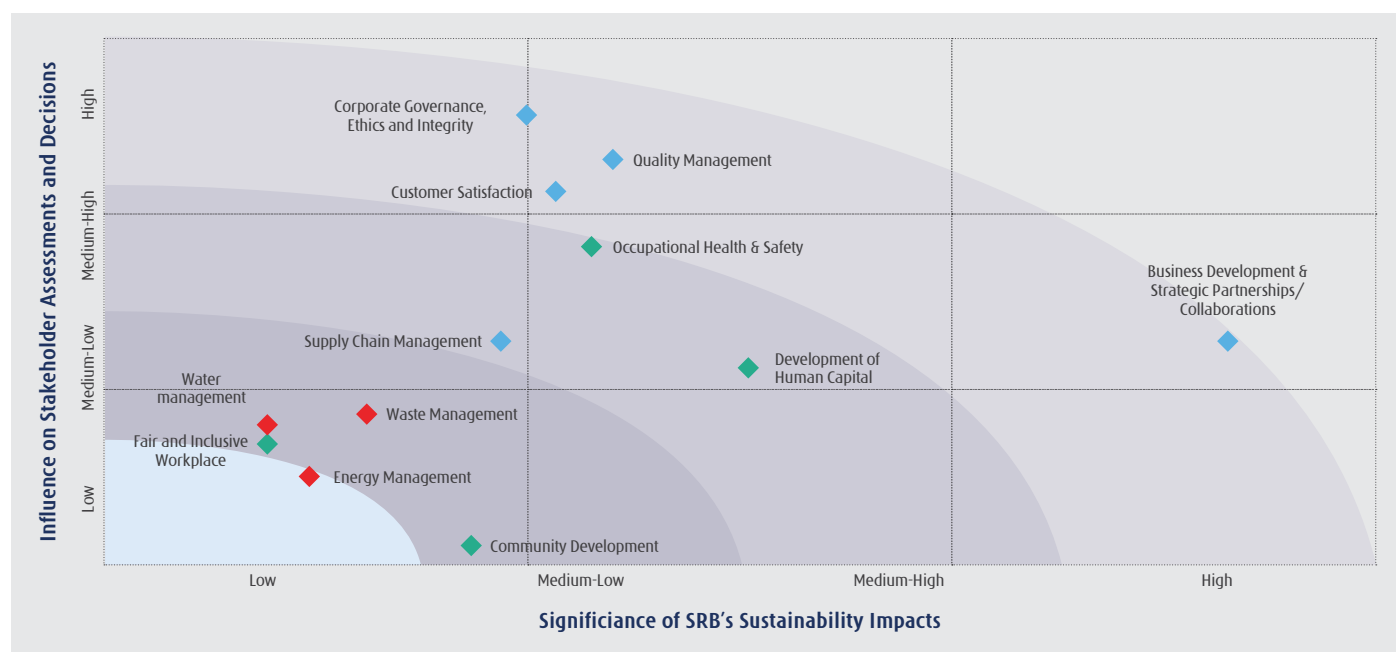 Influence on Stakeholder Assessments and Decisions
High
Medium-High
Medium-Low
Low
Corporate Governance,
Ethics and Integrity
Quality Management
Customer Satisfaction
Occupational Health & Safety
Business Development &
Strategic Partnerships/
Collaborations
Supply Chain Management
Development of
Human Capital
Water
management
Waste Management
Fair and Inclusive
Workplace
Energy Management
Community Development
Low
Medium-Low
Medium-High
High
Significiance of SRB's Sustainability Impacts